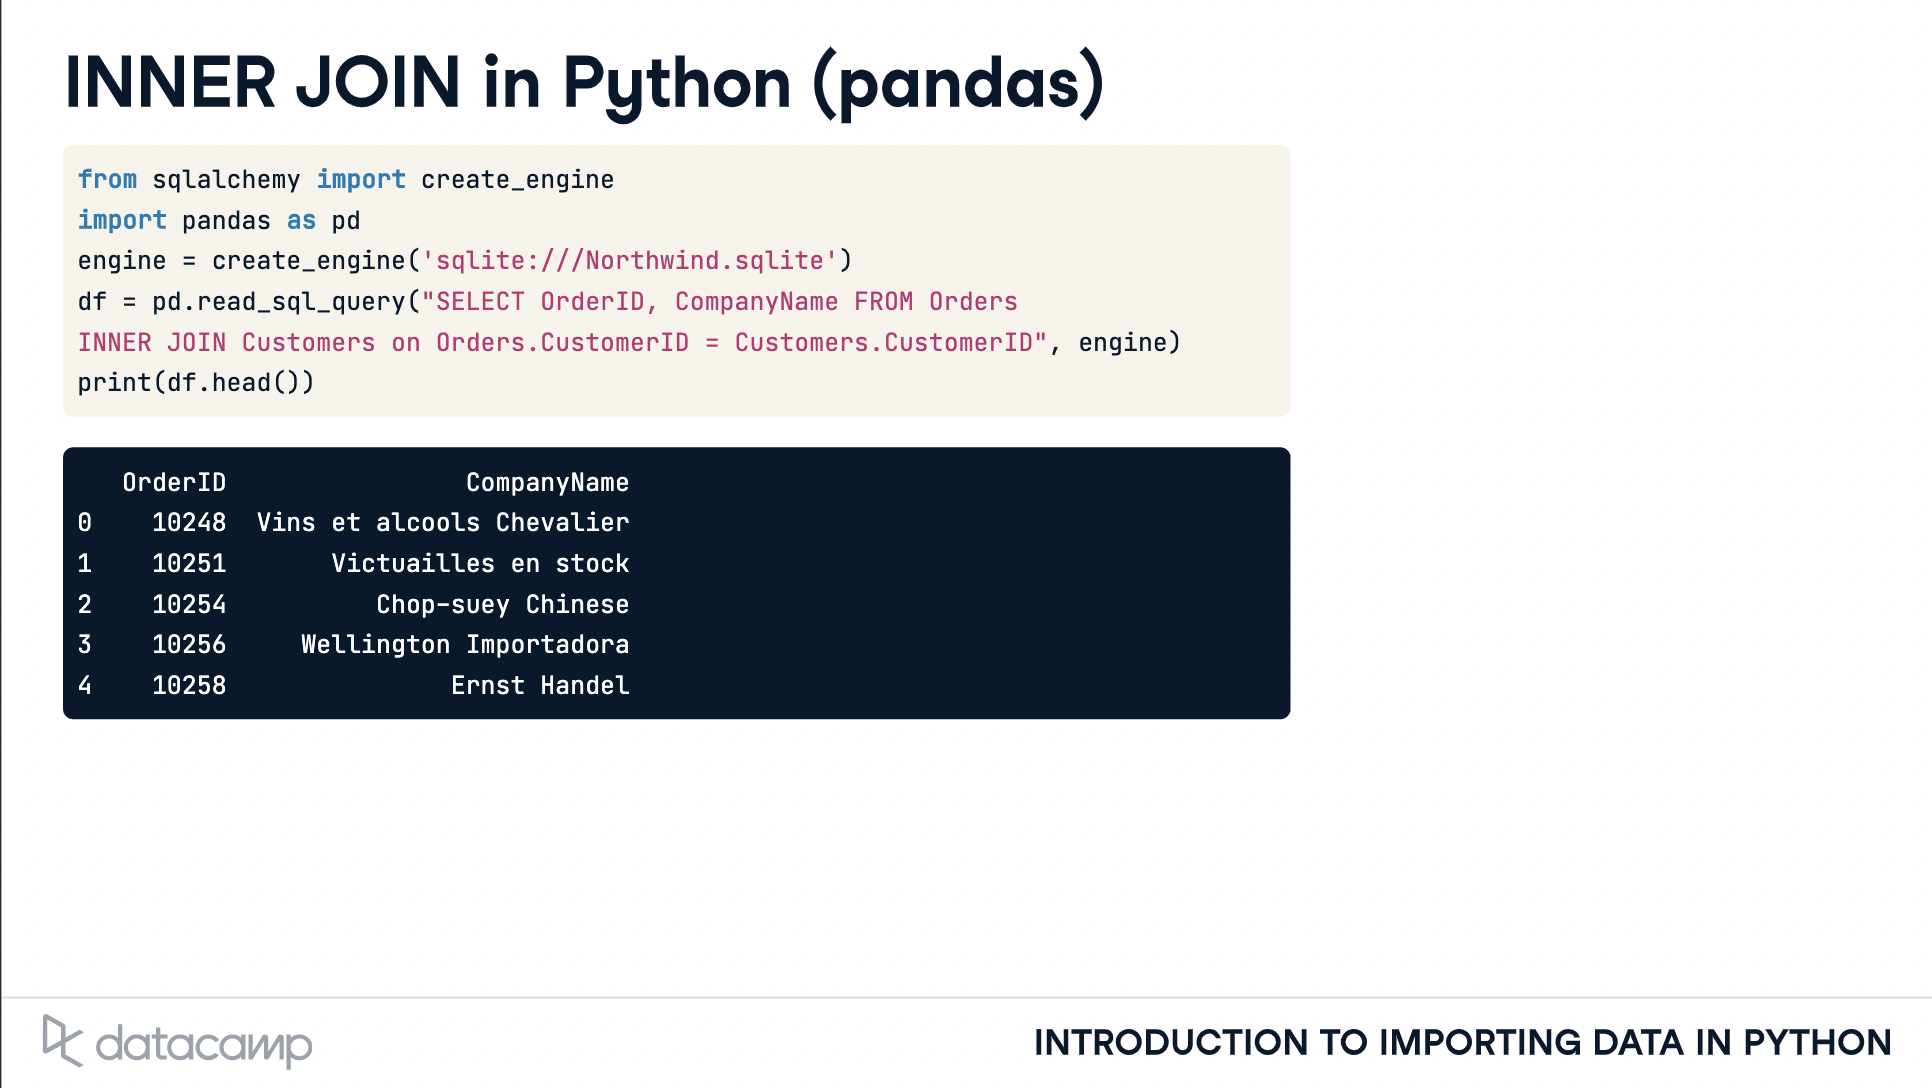 INNER JOIN in Python (pandas)
from sqlalchemy import create_engine
import pandas as pd
engine = create_engine('sqlite:///Northwind.sqlite')
df = pd.read_sql_query("SELECT OrderID, CompanyName FROM Orders
INNER JOIN Customers on Orders.CustomerID = Customers.CustomerID", engine)
print(df.head())
OrderID CompanyName
0 10248 Vins et alcools Chevalier
1 10251 Victuailles en stock
2 10254 Chop-suey Chinese
3 10256 Wellington Importadora
4 10258 Ernst Handel
datacamp
INTRODUCTION TO IMPORTING DATA IN PYTHON